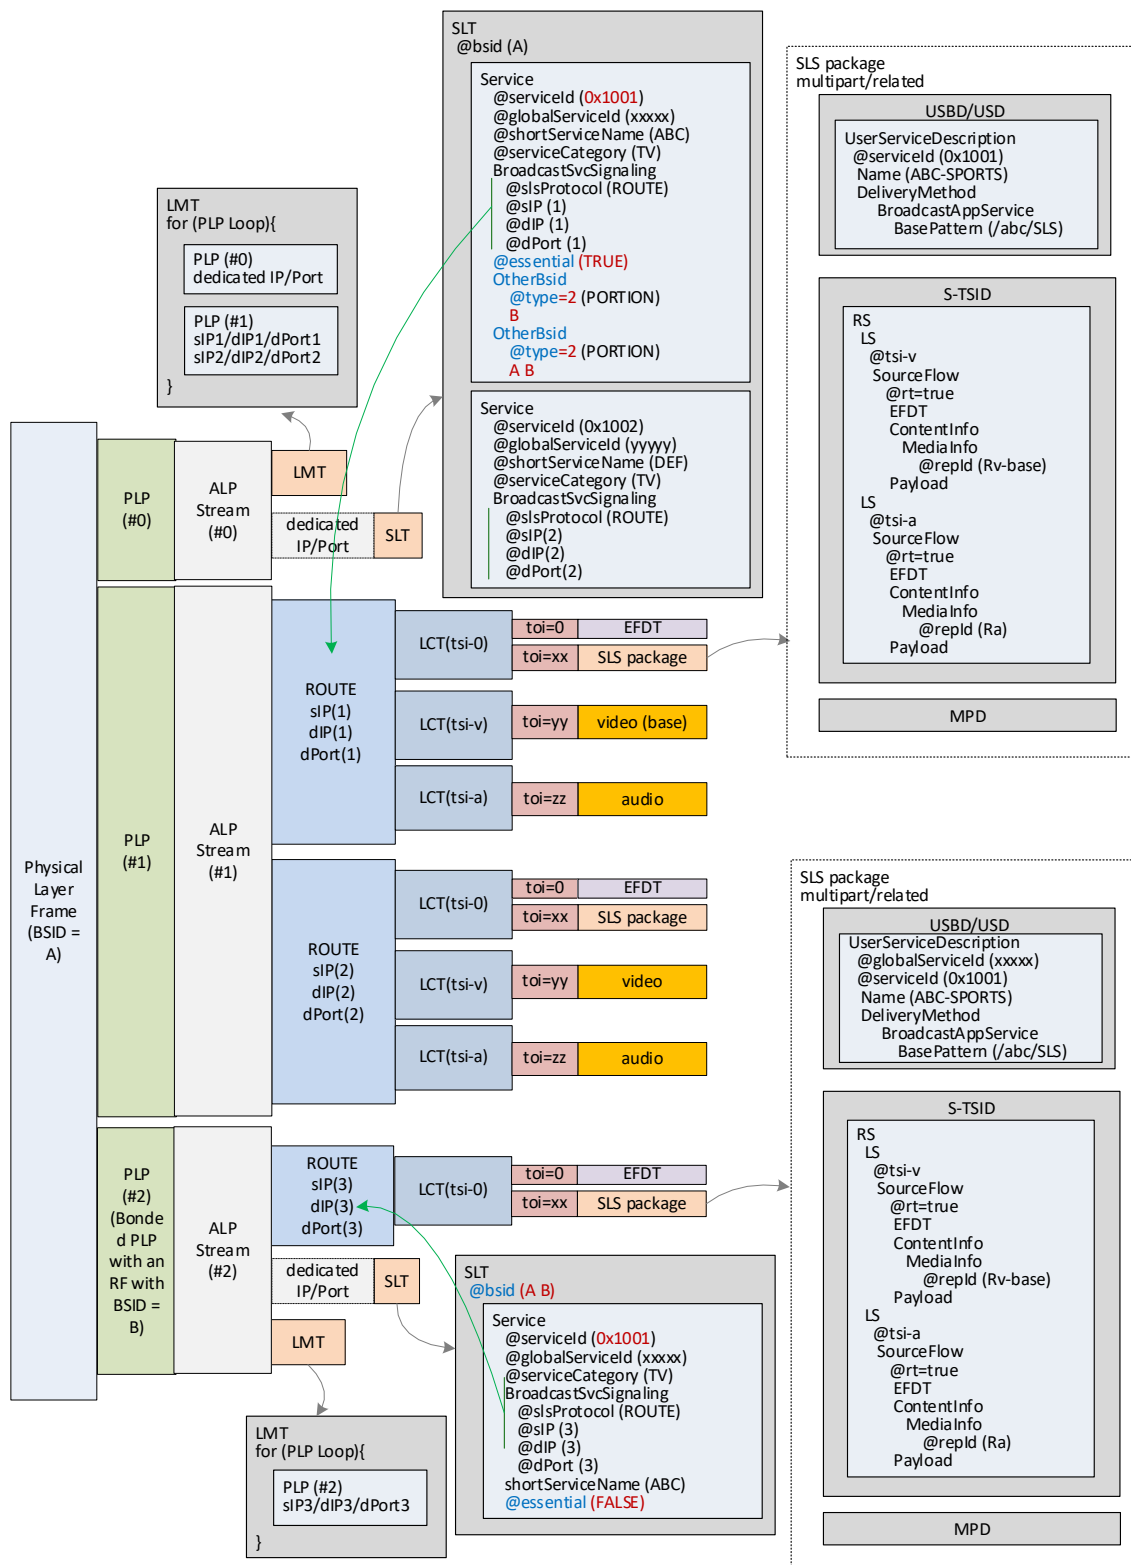 SLT
@bsid (A)
Service
@serviceId (0x1001)
@globalServiceId (xxxxx)
@shortServiceName (ABC)
@serviceCategory (TV)
BroadcastSvcSignaling
@slsProtocol (ROUTE)
@sIP (1)
@dIP (1)
@dPort (1)
@essential (TRUE)
OtherBsid
@type=2 (PORTION)
B
OtherBsid
@type=2 (PORTION)
A B
Service
@serviceId (0x1002)
@globalServiceId (yyyyy)
@shortServiceName (DEF)
@serviceCategory (TV)
BroadcastSvcSignaling
@slsProtocol (ROUTE)
@sIP(2)
@dIP(2)
@dPort(2)
SLS package
multipart/related
USBD/USD
UserServiceDescription
@serviceId (0x1001)
Name (ABC-SPORTS)
DeliveryMethod
BroadcastAppService
BasePattern (/abc/SLS)
S-TSID
RS
LS
@tsi-v
SourceFlow
@rt=true
EFDT
ContentInfo
MediaInfo
@repId (Rv-base)
Payload
LS
@tsi-a
SourceFlow
@rt=true
EFDT
ContentInfo
MediaInfo
@repId (Ra)
Payload
MPD
LMT
for (PLP Loop){
PLP (#0)
dedicated IP/Port
PLP (#1)
sIP1/dIP1/dPort1
sIP2/dIP2/dPort2
}
Physical
Layer
Frame
(BSID =
A)
PLP
(#0)
ALP
Stream
(#0)
LMT
dedicated
IP/Port
SLT
PLP
(#1)
ALP
Stream
(#1)
ROUTE
sIP(1)
dIP(1)
dPort(1)
LCT(tsi-0)
toi=0
EFDT
toi=xx
SLS package
LCT(tsi-v)
toi=yy
video (base)
LCT(tsi-a)
toi=zz
audio
ROUTE
sIP(2)
dIP(2)
dPort(2)
LCT(tsi-0)
toi=0
EFDT
toi=xx
SLS package
LCT(tsi-v)
toi=yy
video
LCT(tsi-a)
toi=zz
audio
PLP
(#2)
(Bonde
d PLP
with an
RF with
BSID =
B)
ALP
Stream
(#2)
ROUTE
sIP(3)
dIP(3)
dPort(3)
LCT(tsi-0)
toi=0
EFDT
toi=xx
SLS package
dedicated
IP/Port
SLT
LMT
LMT
for (PLP Loop){
PLP (#2)
sIP3/dIP3/dPort3
}
SLT
@bsid (A B)
Service
@serviceId (0x1001)
@globalServiceId (xxxxx)
@serviceCategory (TV)
BroadcastSvcSignaling
@slsProtocol (ROUTE)
@sIP (3)
@dIP (3)
@dPort (3)
shortServiceName (ABC)
@essential (FALSE)
SLS package
multipart/related
USBD/USD
UserServiceDescription
@globalServiceId (xxxxx)
@serviceId (0x1001)
Name (ABC-SPORTS)
DeliveryMethod
BroadcastAppService
BasePattern (/abc/SLS)
S-TSID
RS
LS
@tsi-v
SourceFlow
@rt=true
EFDT
ContentInfo
MediaInfo
@repId (Rv-base)
Payload
LS
@tsi-a
SourceFlow
@rt=true
EFDT
ContentInfo
MediaInfo
@repId (Ra)
Payload
MPD